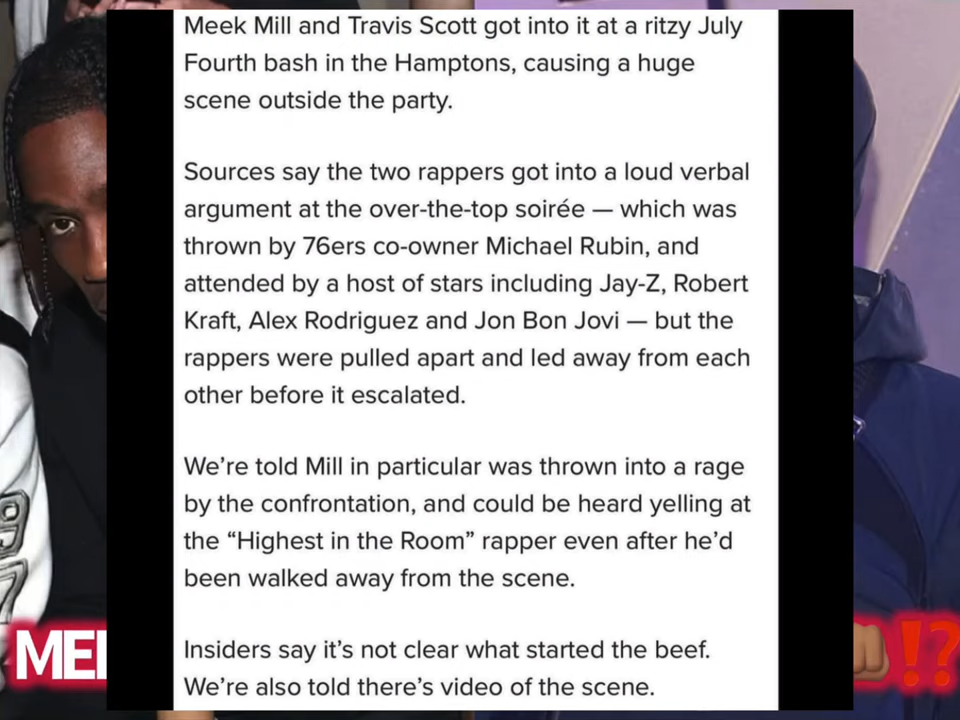 Meek Mill and Travis Scott got into it at a ritzy July
Fourth bash in the Hamptons, causing a huge
scene outside the party.
Sources say the two rappers got into a loud verbal
argument at the over-the-top soirée — which was
thrown by 76ers co-owner Michael Rubin, and
attended by a host of stars including Jay-Z, Robert
Kraft, Alex Rodriguez and Jon Bon Jovi — but the
rappers were pulled apart and led away from each
other before it escalated.
We’re told Mill in particular was thrown into a rage
by the confrontation, and could be heard yelling at
the “Highest in the Room” rapper even after he’d
been walked away from the scene.
Insiders say it’s not clear what started the beef.
We’re also told there’s video of the scene.